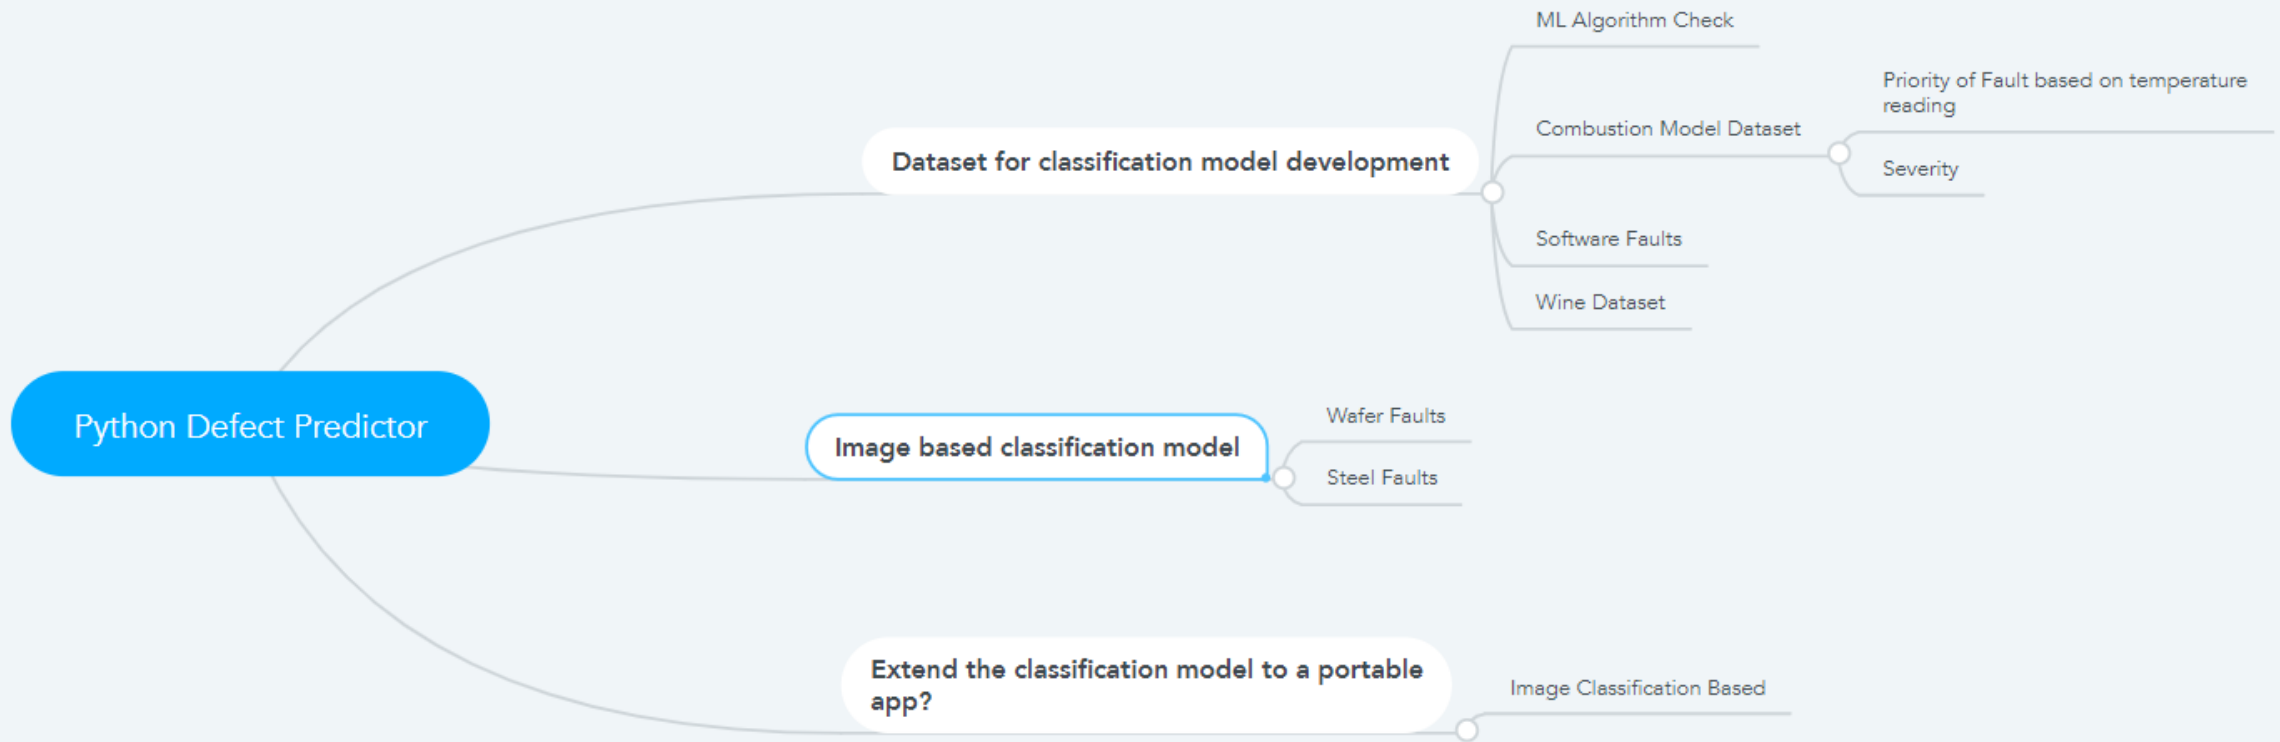 Python Defect Predictor
Dataset for classification model development
ML Algorithm Check
Combustion Model Dataset
Priority of Fault based on temperature
reading
Severity
Software Faults
Wine Dataset
Image based classification model
Wafer Faults
Steel Faults
Extend the classification model to a portable
app?
Image Classification Based